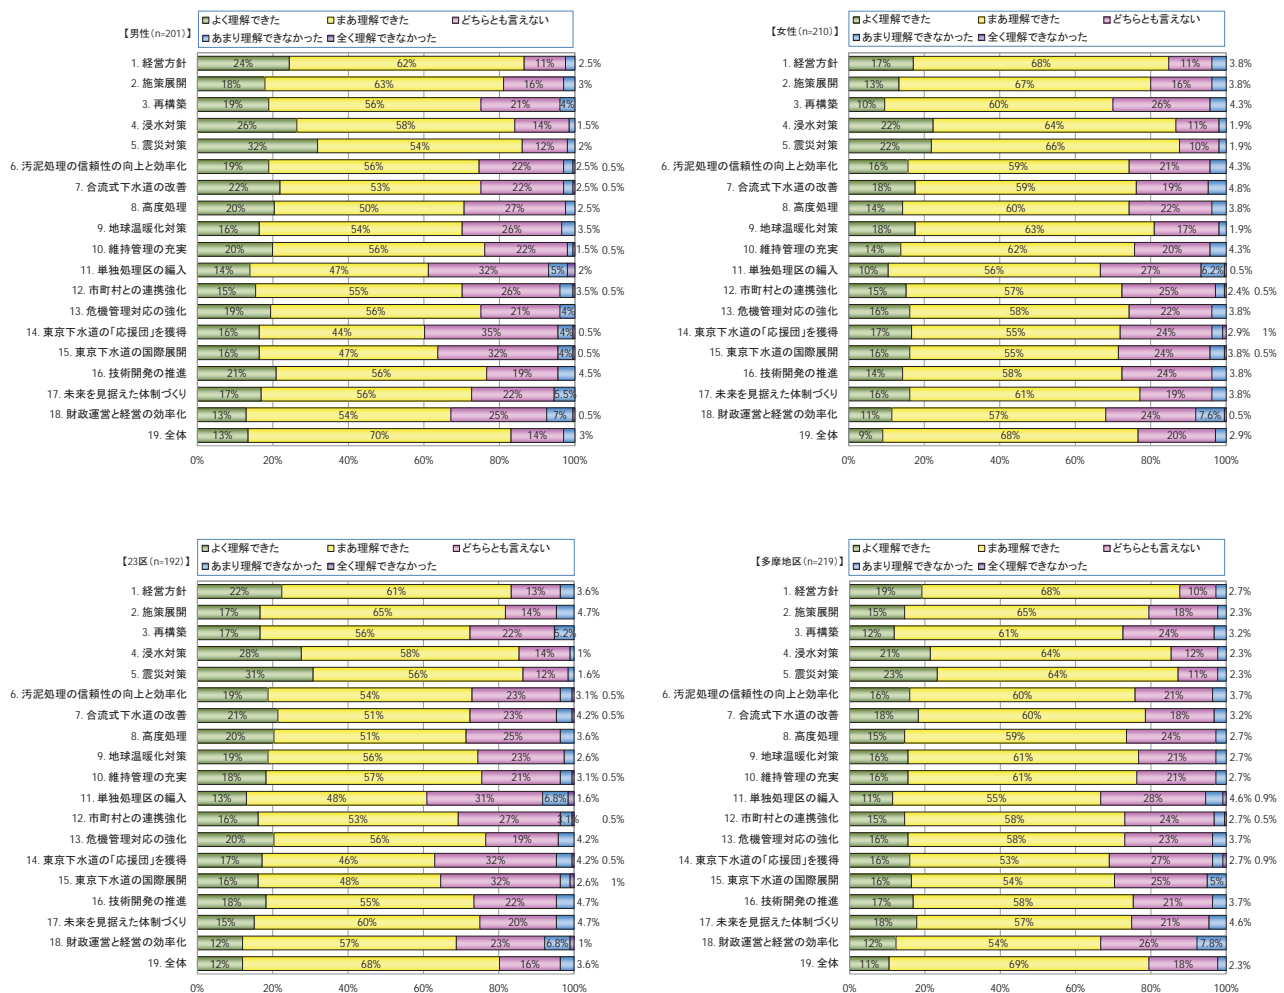 【男性(n=201)】
よく理解できた まあ理解できた どちらとも言えない
あまり理解できなかった 全く理解できなかった
1. 経営方針 24% 62% 11% 2.5%
2. 施策展開 18% 63% 16% 3%
3. 再構築 19% 56% 21% 4%
4. 浸水対策 26% 58% 14% 1.5%
5. 震災対策 32% 54% 12% 2%
6. 汚泥処理の信頼性の向上と効率化 19% 56% 22% 2.5% 0.5%
7. 合流式下水道の改善 22% 53% 22% 2.5% 0.5%
8. 高度処理 20% 50% 27% 2.5%
9. 地球温暖化対策 16% 54% 26% 3.5%
10. 維持管理の充実 20% 56% 22% 1.5% 0.5%
11. 単独処理区の編入 14% 47% 32% 5% 2%
12. 市町村との連携強化 15% 55% 26% 3.5% 0.5%
13. 危機管理対応の強化 19% 56% 21% 4%
14. 東京下水道の「応援団」を獲得 16% 44% 35% 4% 0.5%
15. 東京下水道の国際展開 16% 47% 32% 4% 0.5%
16. 技術開発の推進 21% 56% 19% 4.5%
17. 未来を見据えた体制づくり 17% 56% 22% 5.5%
18. 財政運営と経営の効率化 13% 54% 25% 7% 0.5%
19. 全体 13% 70% 14% 3%
0% 20% 40% 60% 80% 100%
【女性(n=210)】
よく理解できた まあ理解できた どちらとも言えない
あまり理解できなかった 全く理解できなかった
1. 経営方針 17% 68% 11% 3.8%
2. 施策展開 13% 67% 16% 3.8%
3. 再構築 10% 60% 26% 4.3%
4. 浸水対策 22% 64% 11% 1.9%
5. 震災対策 22% 66% 10% 1.9%
6. 汚泥処理の信頼性の向上と効率化 16% 59% 21% 4.3%
7. 合流式下水道の改善 18% 59% 19% 4.8%
8. 高度処理 14% 60% 22% 3.8%
9. 地球温暖化対策 18% 63% 17% 1.9%
10. 維持管理の充実 14% 62% 20% 4.3%
11. 単独処理区の編入 10% 56% 27% 6.2% 0.5%
12. 市町村との連携強化 15% 57% 25% 2.4% 0.5%
13. 危機管理対応の強化 16% 58% 22% 3.8%
14. 東京下水道の「応援団」を獲得 17% 55% 24% 2.9% 1%
15. 東京下水道の国際展開 16% 55% 24% 3.8% 0.5%
16. 技術開発の推進 14% 58% 24% 3.8%
17. 未来を見据えた体制づくり 16% 61% 19% 3.8%
18. 財政運営と経営の効率化 11% 57% 24% 7.6% 0.5%
19. 全体 9% 68% 20% 2.9%
0% 20% 40% 60% 80% 100%
【23区(n=192)】
よく理解できた まあ理解できた どちらとも言えない
あまり理解できなかった 全く理解できなかった
1. 経営方針 22% 61% 13% 3.6%
2. 施策展開 17% 65% 14% 4.7%
3. 再構築 17% 56% 22% 5.2%
4. 浸水対策 28% 58% 14% 1%
5. 震災対策 31% 56% 12% 1.6%
6. 汚泥処理の信頼性の向上と効率化 19% 54% 23% 3.1% 0.5%
7. 合流式下水道の改善 21% 51% 23% 4.2% 0.5%
8. 高度処理 20% 51% 25% 3.6%
9. 地球温暖化対策 19% 56% 23% 2.6%
10. 維持管理の充実 18% 57% 21% 3.1% 0.5%
11. 単独処理区の編入 13% 48% 31% 6.8% 1.6%
12. 市町村との連携強化 16% 53% 27% 3.1% 0.5%
13. 危機管理対応の強化 20% 56% 19% 4.2%
14. 東京下水道の「応援団」を獲得 17% 46% 32% 4.2% 0.5%
15. 東京下水道の国際展開 16% 48% 32% 2.6% 1%
16. 技術開発の推進 18% 55% 22% 4.7%
17. 未来を見据えた体制づくり 15% 60% 20% 4.7%
18. 財政運営と経営の効率化 12% 57% 23% 6.8% 1%
19. 全体 12% 68% 16% 3.6%
0% 20% 40% 60% 80% 100%
【多摩地区(n=219)】
よく理解できた まあ理解できた どちらとも言えない
あまり理解できなかった 全く理解できなかった
1. 経営方針 19% 68% 10% 2.7%
2. 施策展開 15% 65% 18% 2.3%
3. 再構築 12% 61% 24% 3.2%
4. 浸水対策 21% 64% 12% 2.3%
5. 震災対策 23% 64% 11% 2.3%
6. 汚泥処理の信頼性の向上と効率化 16% 60% 21% 3.7%
7. 合流式下水道の改善 18% 60% 18% 3.2%
8. 高度処理 15% 59% 24% 2.7%
9. 地球温暖化対策 16% 61% 21% 2.7%
10. 維持管理の充実 16% 61% 21% 2.7%
11. 単独処理区の編入 11% 55% 28% 4.6% 0.9%
12. 市町村との連携強化 15% 58% 24% 2.7% 0.5%
13. 危機管理対応の強化 16% 58% 23% 3.7%
14. 東京下水道の「応援団」を獲得 16% 53% 27% 2.7% 0.9%
15. 東京下水道の国際展開 16% 54% 25% 5%
16. 技術開発の推進 17% 58% 21% 3.7%
17. 未来を見据えた体制づくり 18% 57% 21% 4.6%
18. 財政運営と経営の効率化 12% 54% 26% 7.8%
19. 全体 11% 69% 18% 2.3%
0% 20% 40% 60% 80% 100%